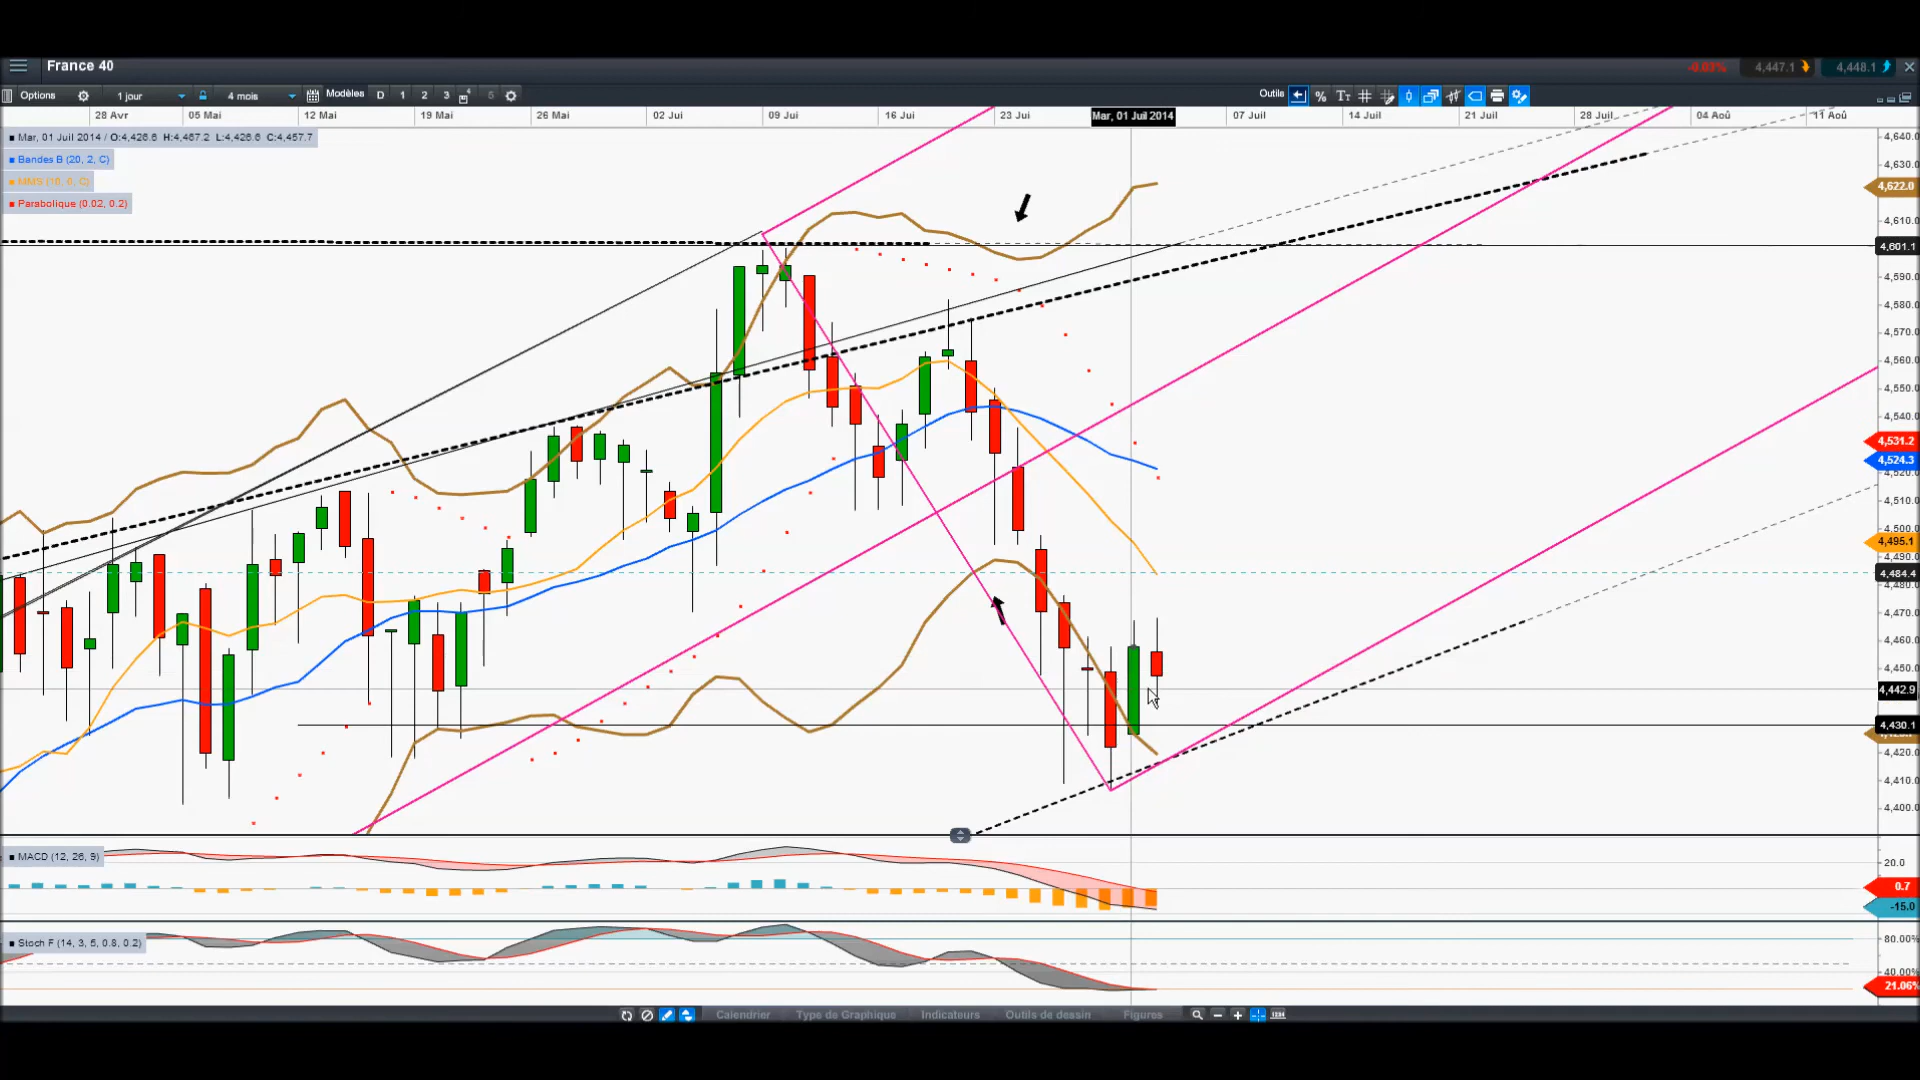 France 40
-0.03%
4,447.1
4,448.1
Options
1 jour
4 mois
Modèles
D 1 2 3 4 5
Outils
28 Avr 05 Mai 12 Mai 19 Mai 26 Mai 02 Jui 09 Jui 16 Jui 23 Jui Mar, 01 Juil 2014 07 Juil 14 Juil 21 Juil 28 Juil 04 Aoû 11 Aoû
Mar, 01 Juil 2014 / O:4,426.6 H:4,467.2 L:4,426.6 C:4,457.7
Bandes B (20, 2, C)
Parabolique (0.02, 0.2)
4,640.0
4,630.0
4,622.0
4,610.0
4,601.1
4,590.0
4,580.0
4,570.0
4,560.0
4,550.0
4,540.0
4,531.2
4,524.3
4,520.0
4,510.0
4,500.0
4,495.1
4,490.0
4,484.4
4,480.0
4,470.0
4,460.0
4,450.0
4,442.9
4,430.1
4,420.0
4,410.0
4,400.0
MACD (12, 26, 9)
20.0
0.7
-15.0
Stoch F (14, 3, 5, 0.8, 0.2)
80.00%
40.00%
21.06%
Calendrier Type de Graphique Indicateurs Outils de dessin Figures